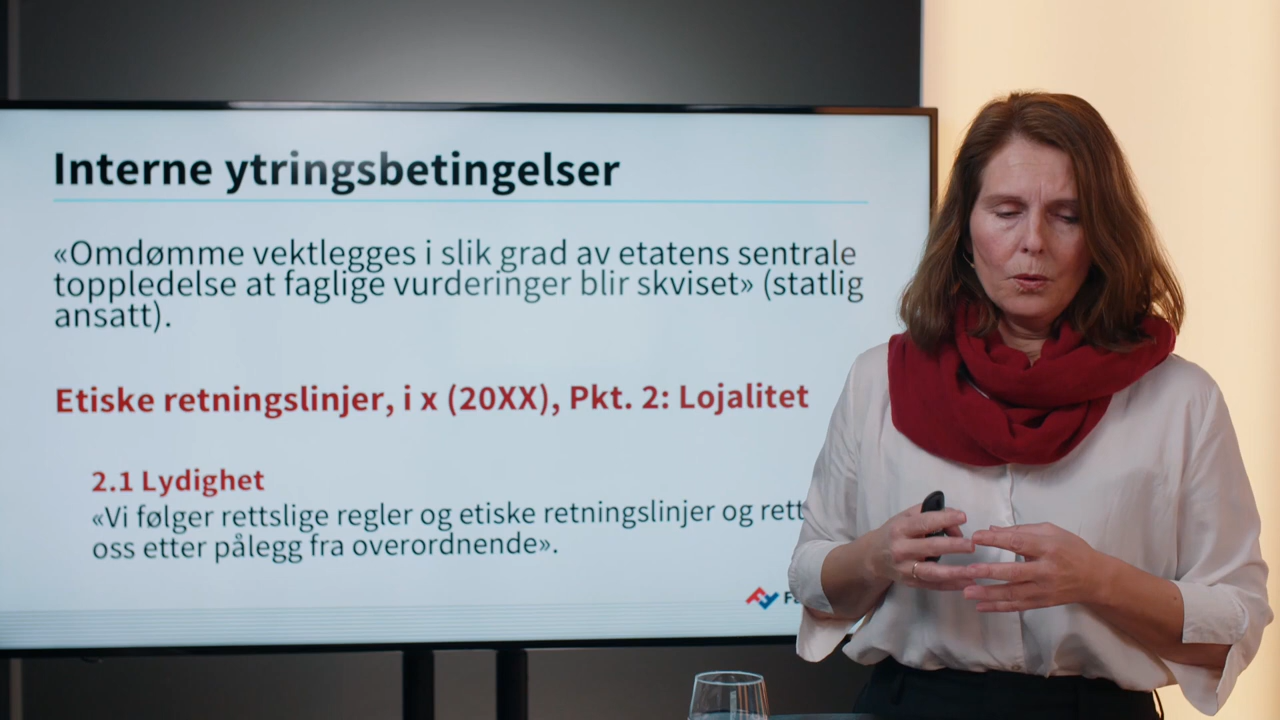 Interne ytringsbetingelser
«Omdømme vektlegges i slik grad av etatens sentrale
toppledelse at faglige vurderinger blir skviset» (statlig
ansatt).
Etiske retningslinjer, i x (20XX), Pkt. 2: Lojalitet
2.1 Lydighet
«Vi følger rettslige regler og etiske retningslinjer og rett
oss etter pålegg fra overordnende».